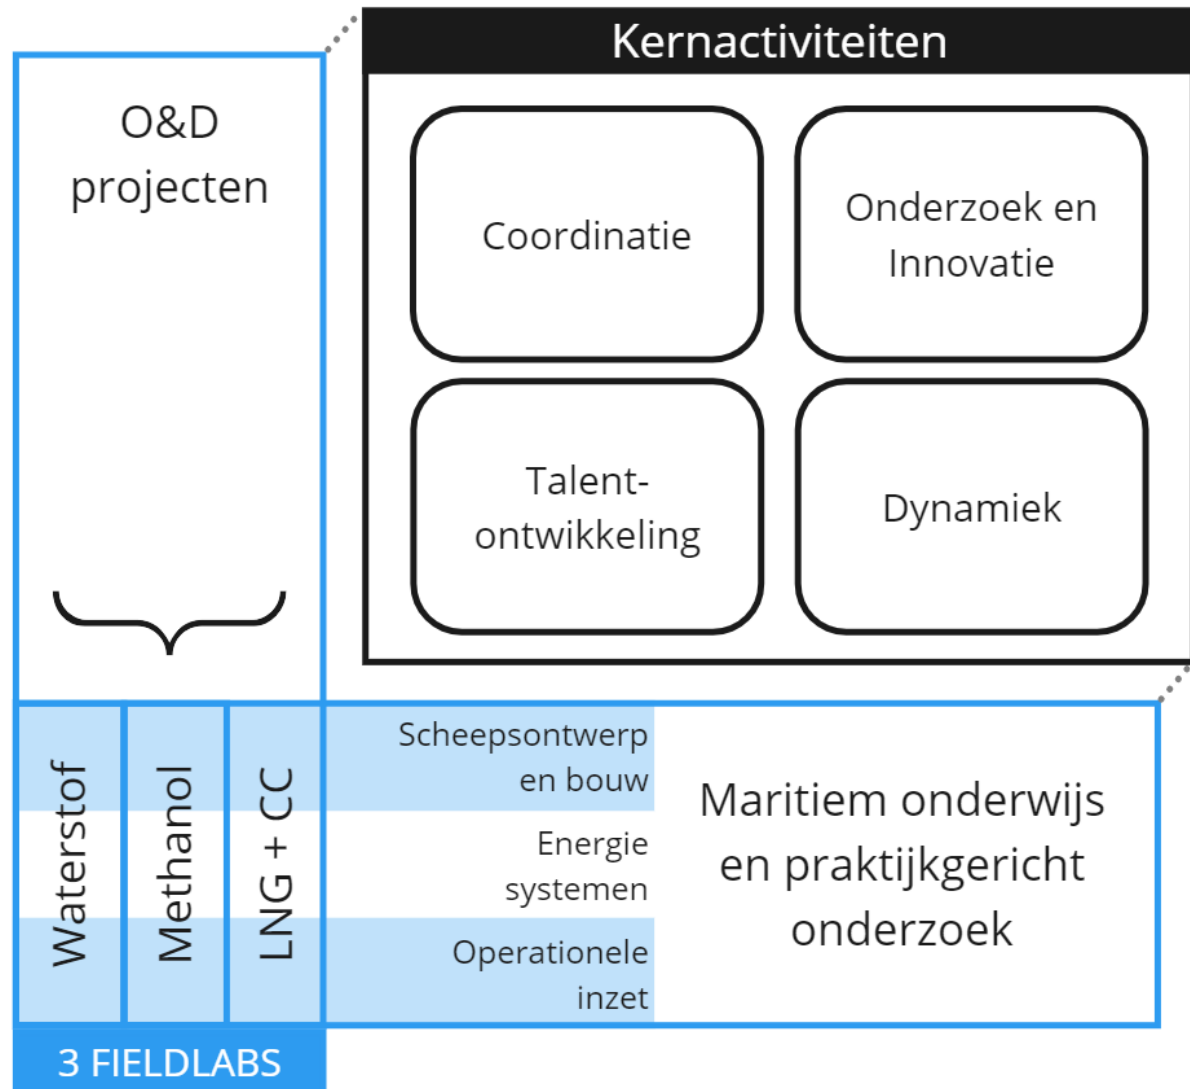 Kernactiviteiten
O&D
projecten
Coordinatie
Onderzoek en
Innovatie
Talent-
ontwikkeling
Dynamiek
Waterstof
Methanol
LNG + CC
Scheepsontwerp
en bouw
Energie
systemen
Operationele
inzet
Maritiem onderwijs
en praktijkgericht
onderzoek
3 FIELDLABS